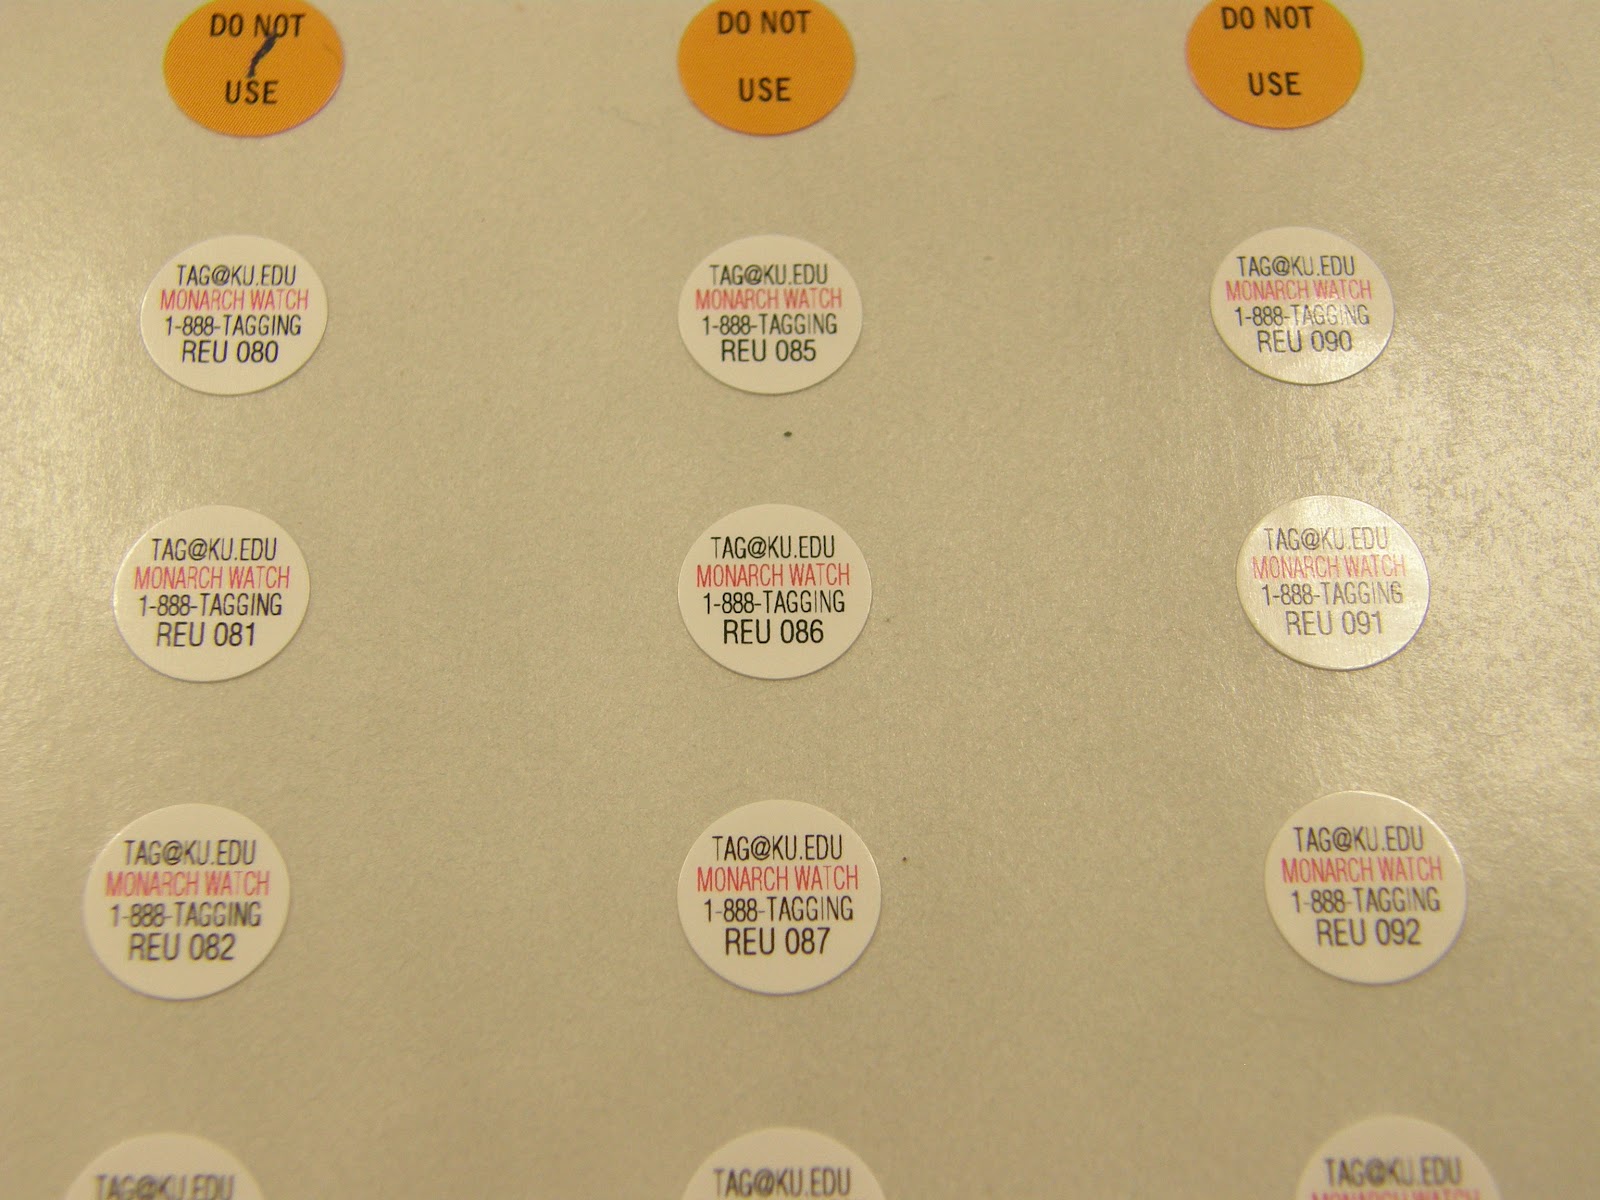 DO NOT
USE
DO NOT
USE
DO NOT
USE
TAG@KU.EDU
MONARCH WATCH
1-888-TAGGING
REU 080
TAG@KU.EDU
MONARCH WATCH
1-888-TAGGING
REU 085
TAG@KU.EDU
MONARCH WATCH
1-888-TAGGING
REU 090
TAG@KU.EDU
MONARCH WATCH
1-888-TAGGING
REU 081
TAG@KU.EDU
MONARCH WATCH
1-888-TAGGING
REU 086
TAG@KU.EDU
MONARCH WATCH
1-888-TAGGING
REU 091
TAG@KU.EDU
MONARCH WATCH
1-888-TAGGING
REU 082
TAG@KU.EDU
MONARCH WATCH
1-888-TAGGING
REU 087
TAG@KU.EDU
MONARCH WATCH
1-888-TAGGING
REU 092
TAG@KU.EDU
TAG@KU.EDU
TAG@KU.EDU
MONARCH WATCH